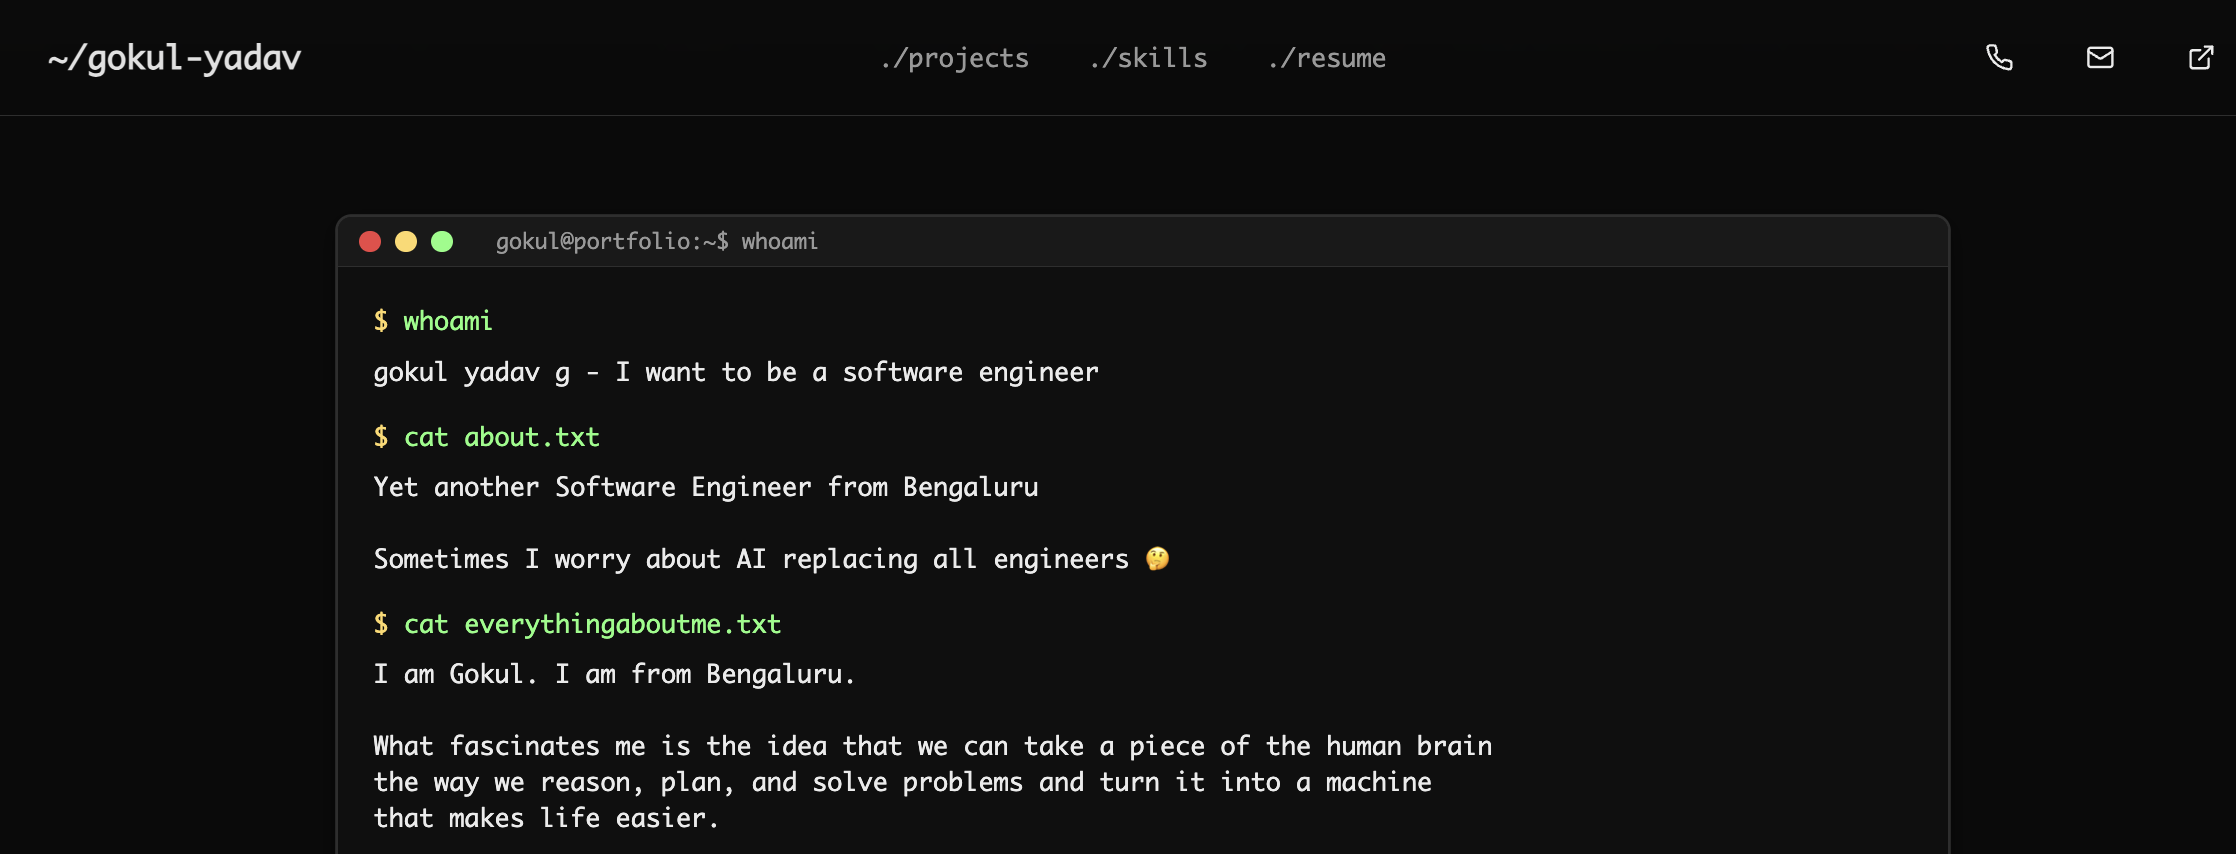 ~/gokul-yadav
./projects
./skills
./resume
gokul@portfolio:~$ whoami
$ whoami
gokul yadav g - I want to be a software engineer
$ cat about.txt
Yet another Software Engineer from Bengaluru
Sometimes I worry about AI replacing all engineers 🤔
$ cat everythingaboutme.txt
I am Gokul. I am from Bengaluru.
What fascinates me is the idea that we can take a piece of the human brain
the way we reason, plan, and solve problems and turn it into a machine
that makes life easier.